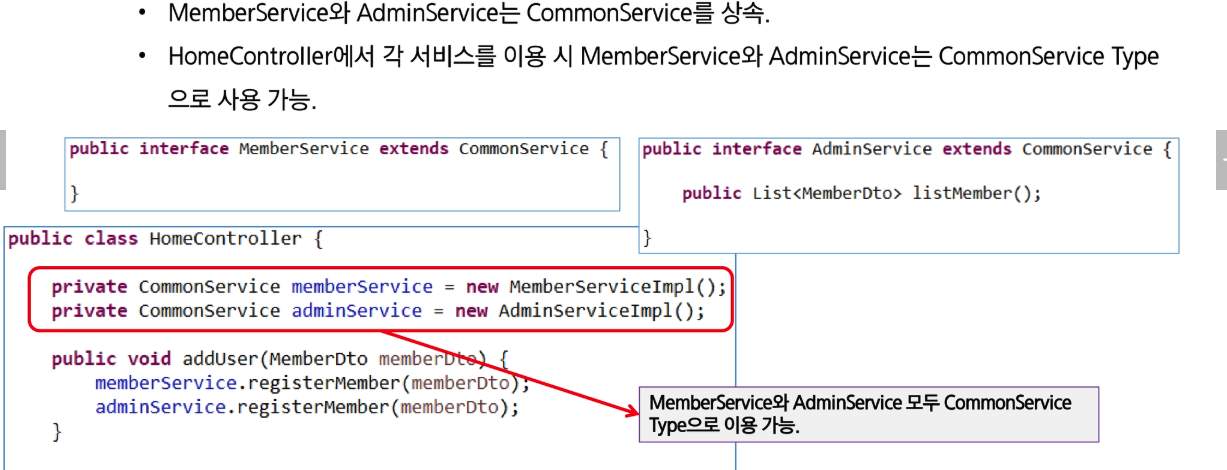 • MemberService와 AdminService는 CommonService를 상속.
• HomeController에서 각 서비스를 이용 시 MemberService와 AdminService는 CommonService Type
으로 사용 가능.
public interface MemberService extends CommonService {
}
public interface AdminService extends CommonService {
public List<MemberDto> listMember();
}
public class HomeController {
private CommonService memberService = new MemberServiceImpl();
private CommonService adminService = new AdminServiceImpl();
public void addUser(MemberDto memberDto) {
memberService.registerMember(memberDto);
adminService.registerMember(memberDto);
}
MemberService와 AdminService 모두 CommonService
Type으로 이용 가능.